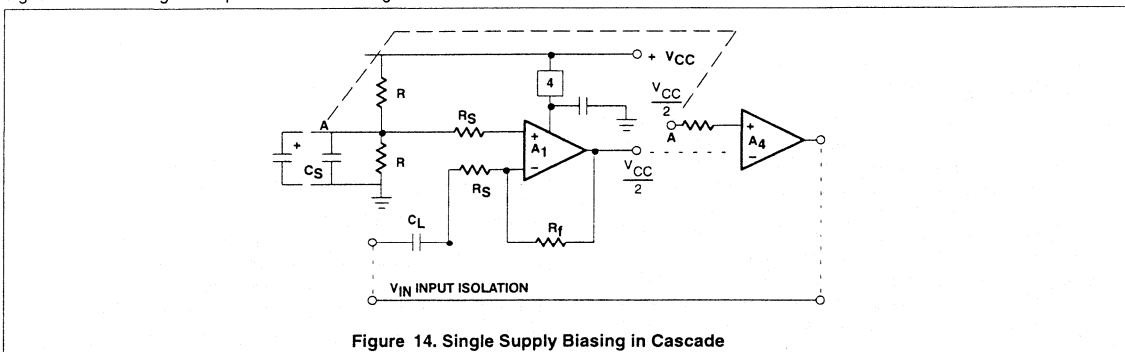 + VCC
4
VCC
2
R
A
RS
+
A1
−
A
+
A4
−
+
CS
R
RS
VCC
2
CL
Rf
VIN INPUT ISOLATION
Figure 14. Single Supply Biasing in Cascade